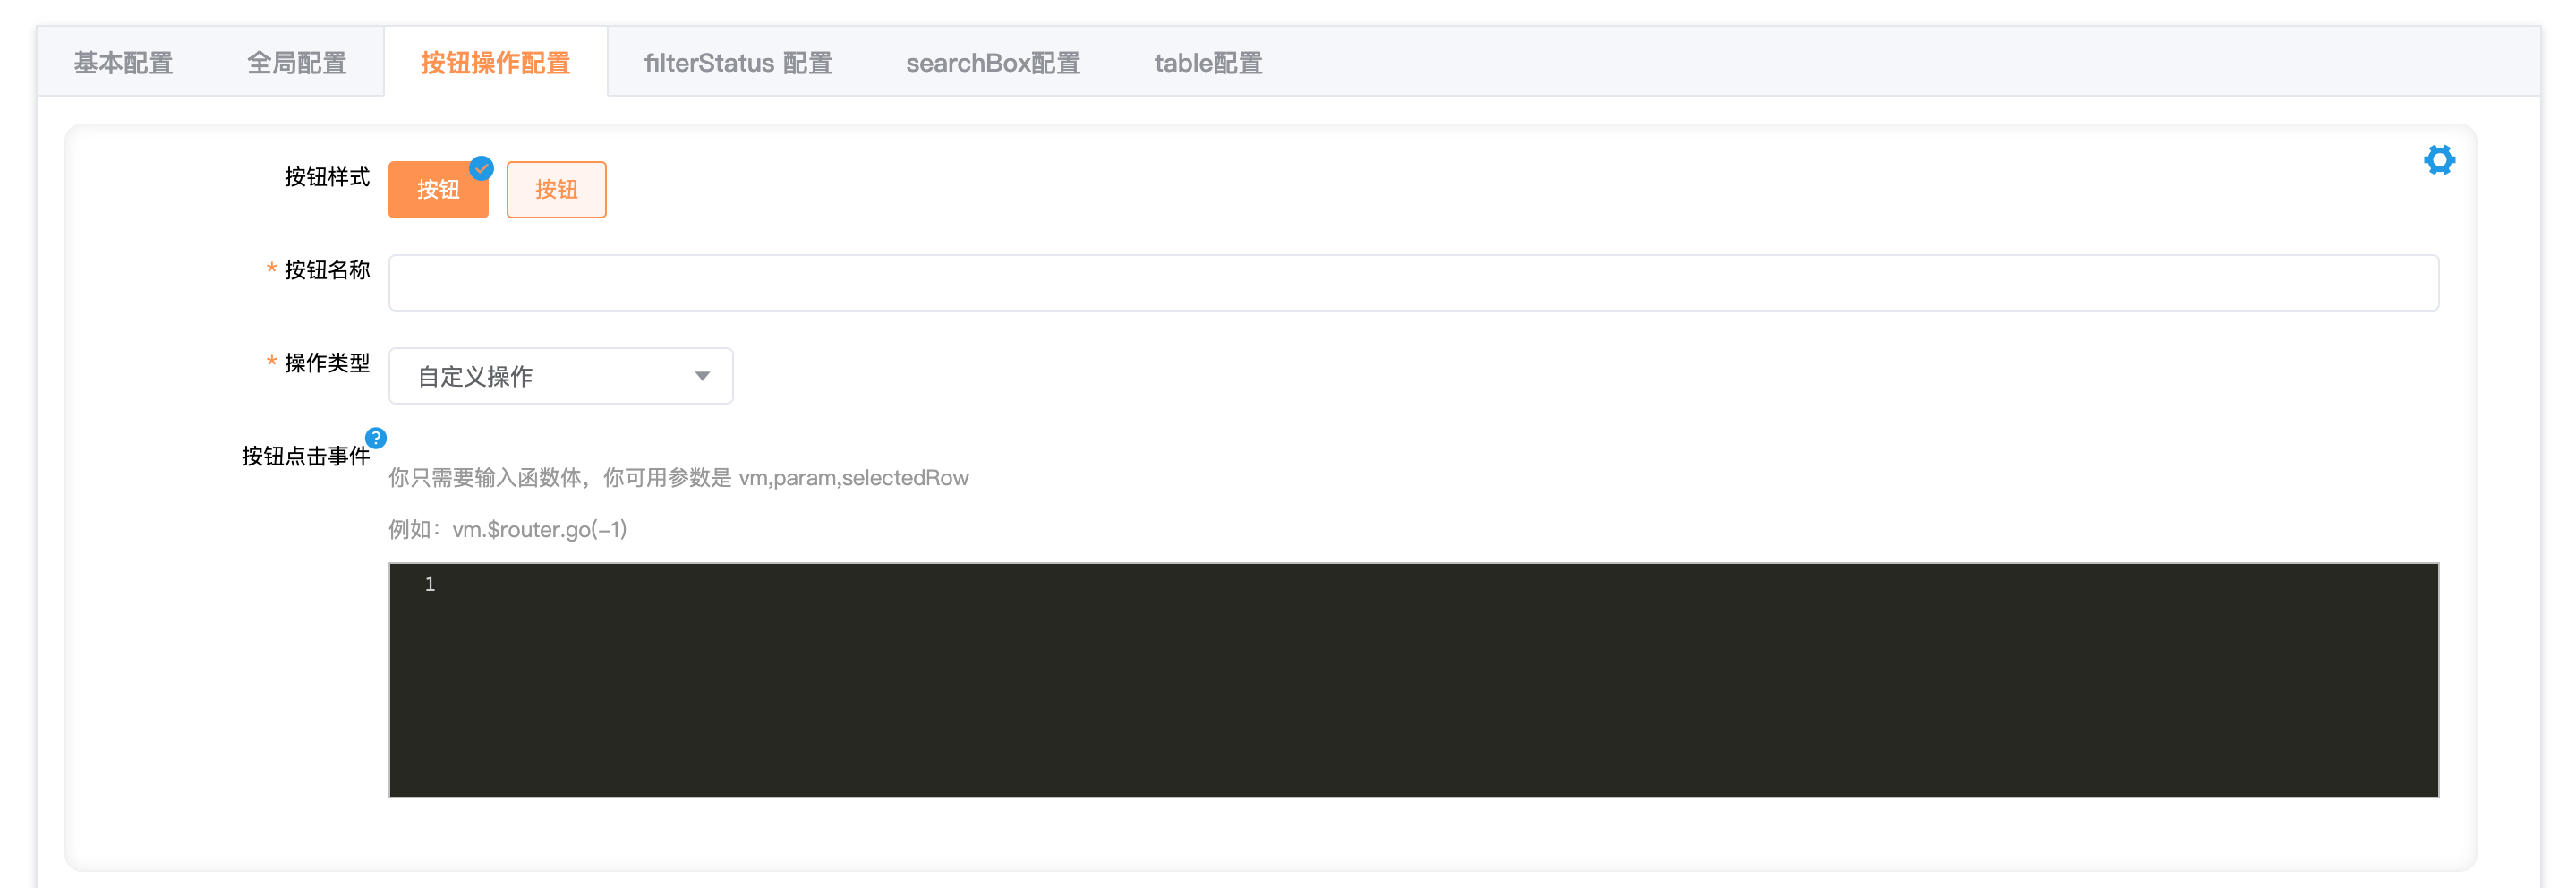 基本配置 全局配置 按钮操作配置 filterStatus 配置 searchBox配置 table配置
按钮样式 按钮 按钮
* 按钮名称
* 操作类型 自定义操作
按钮点击事件 ?
你只需要输入函数体，你可用参数是 vm,param,selectedRow
例如：vm.$router.go(-1)
1